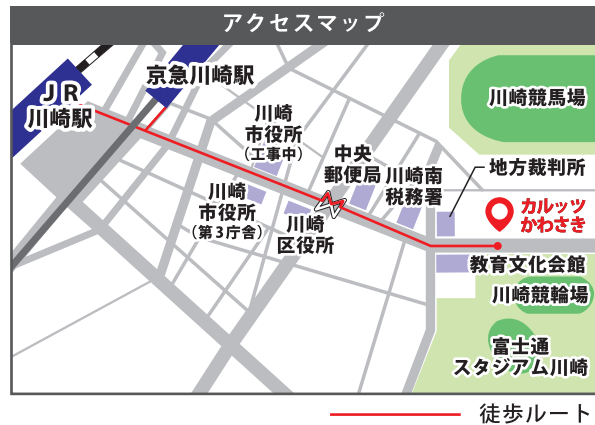 アクセスマップ
JR
川崎駅
京急川崎駅
川崎
市役所
(工事中)
中央
郵便局
川崎南
税務署
川崎競馬場
地方裁判所
カルッツ
かわさき
川崎
市役所
(第3庁舎)
川崎
区役所
教育文化会館
川崎競輪場
富士通
スタジアム川崎
徒歩ルート